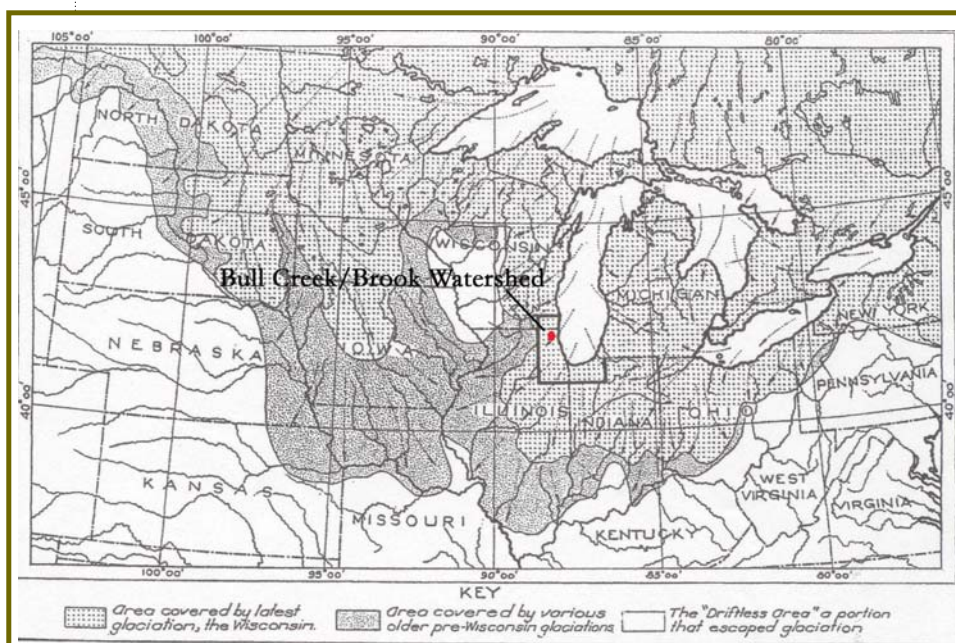 105°00' 100°00' 95°00' 90°00' 85°00' 80°00'
NORTH DAKOTA
MINNESOTA
45°00' 45°00'
SOUTH DAKOTA
WISCONSIN
Bull Creek/Brook Watershed
MICHIGAN
NEW YORK
NEBRASKA
IOWA
PENNSYLVANIA
40°00' 40°00'
ILLINOIS
INDIANA
OHIO
KANSAS
WEST VIRGINIA
VIRGINIA
MISSOURI
KENTUCKY
100°00' 95°00' 90°00' 85°00' 80°00'
KEY
Area covered by latest glaciation, the Wisconsin.
Area covered by various older pre-Wisconsin glaciations
The "Driftless Area" a portion that escaped glaciation